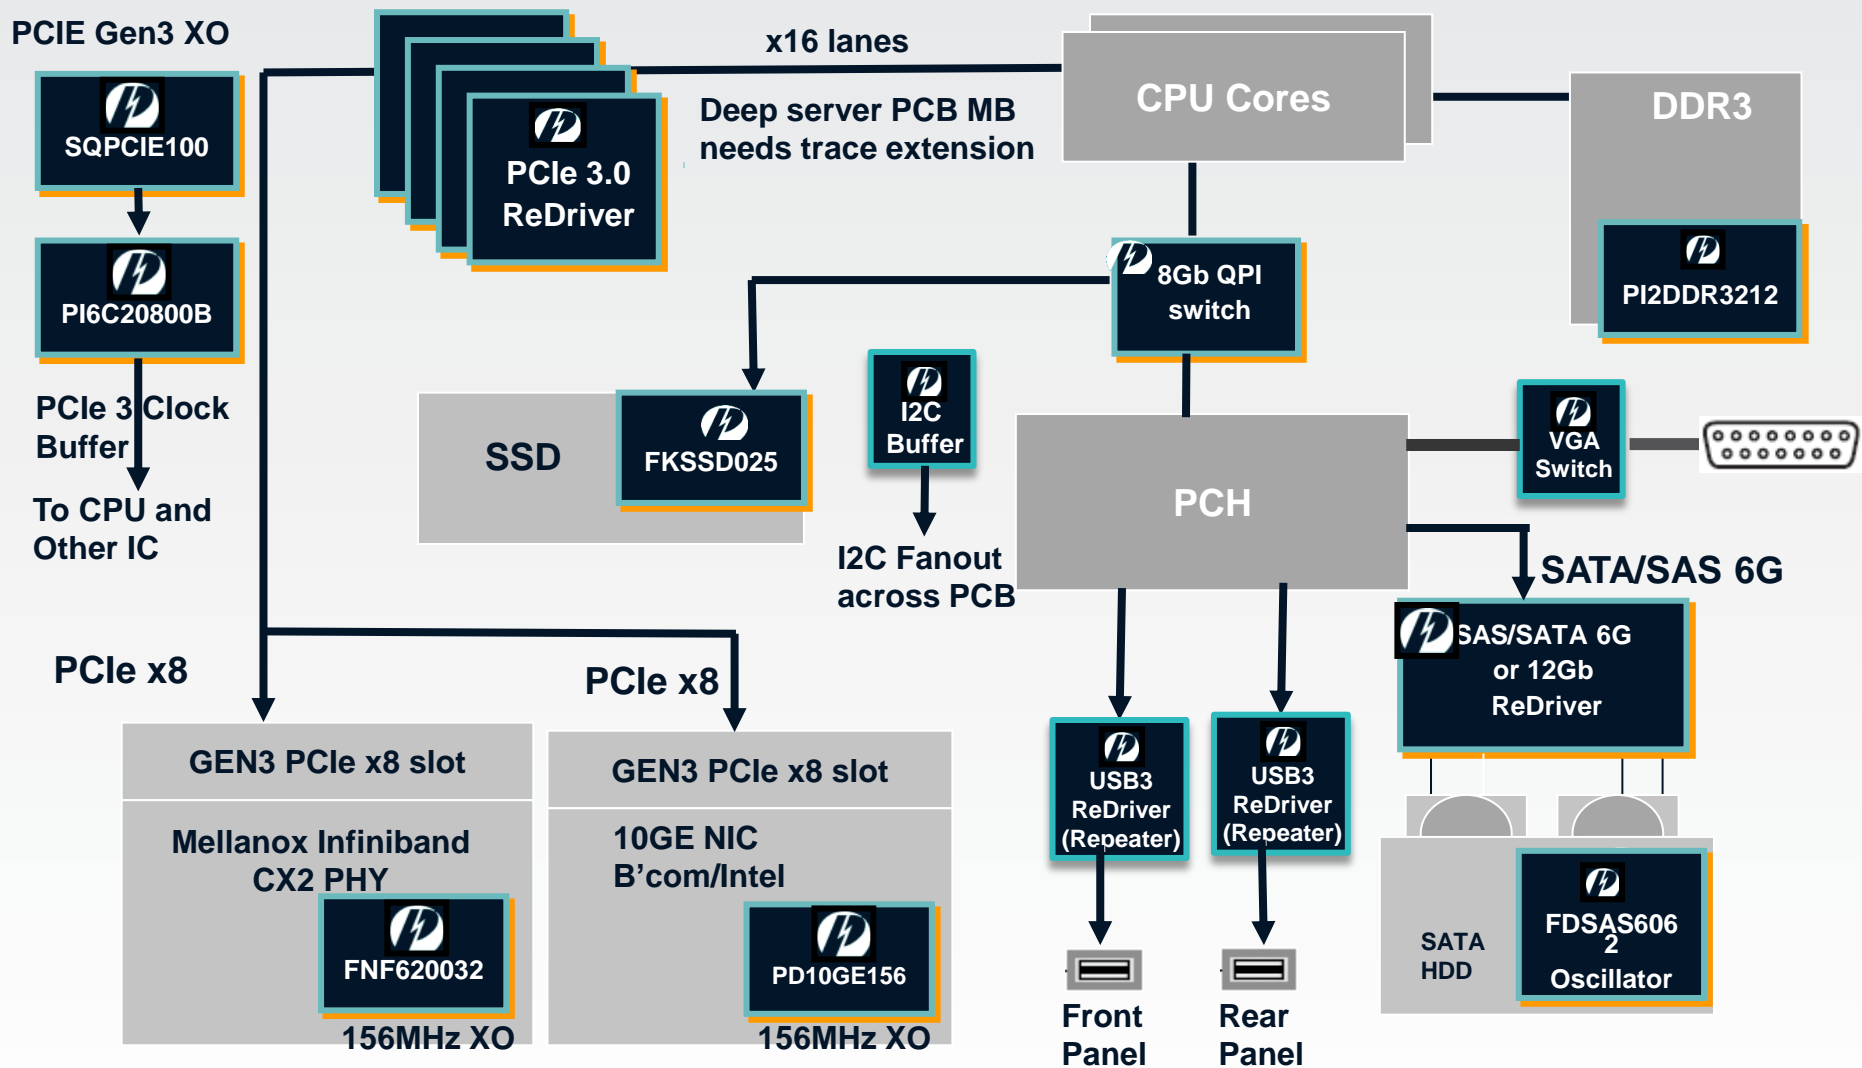 PCIE Gen3 XO
SQPCIE100
PI6C20800B
PCIe 3 Clock
Buffer
To CPU and
Other IC
PCIe 3.0
ReDriver
x16 lanes
Deep server PCB MB
needs trace extension
CPU Cores
DDR3
PI2DDR3212
8Gb QPI
switch
SSD
FKSSD025
I2C
Buffer
I2C Fanout
across PCB
PCH
VGA
Switch
SATA/SAS 6G
SAS/SATA 6G
or 12Gb
ReDriver
PCIe x8
PCIe x8
GEN3 PCIe x8 slot
Mellanox Infiniband
CX2 PHY
FNF620032
156MHz XO
GEN3 PCIe x8 slot
10GE NIC
B’com/Intel
PD10GE156
156MHz XO
USB3
ReDriver
(Repeater)
Front
Panel
USB3
ReDriver
(Repeater)
Rear
Panel
SATA
HDD
FDSAS606
2
Oscillator